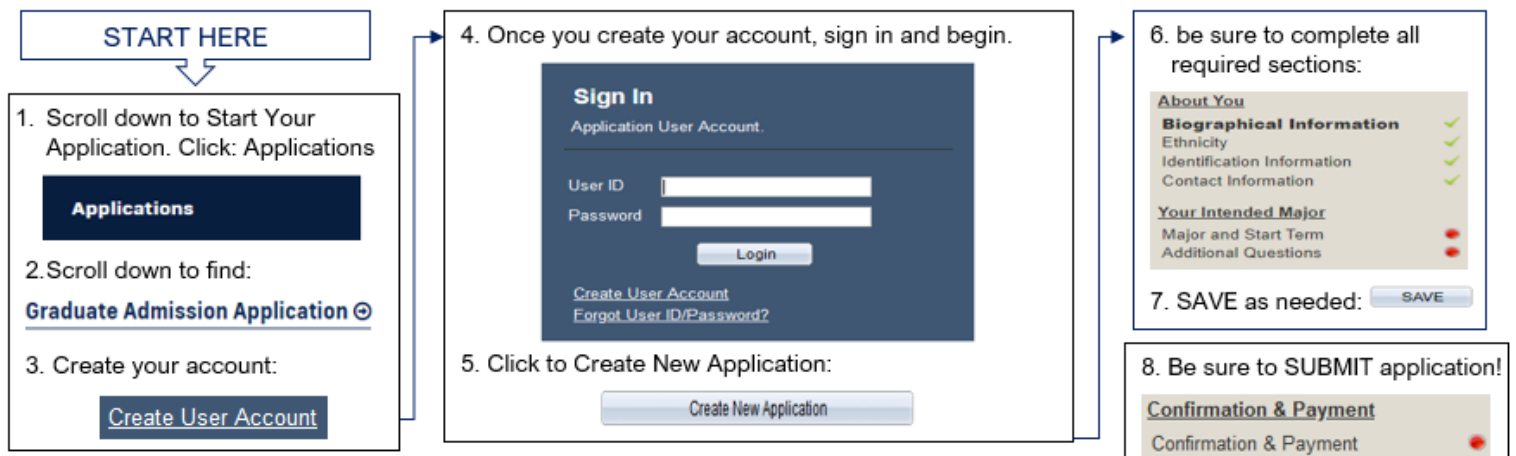 START HERE
1. Scroll down to Start Your
Application. Click: Applications
Applications
2.Scroll down to find:
Graduate Admission Application
3. Create your account:
Create User Account
4. Once you create your account, sign in and begin.
Sign In
Application User Account.
User ID
Password
Login
Create User Account
Forgot User ID/Password?
5. Click to Create New Application:
Create New Application
6. be sure to complete all
required sections:
About You
Biographical Information
Ethnicity
Identification Information
Contact Information
Your Intended Major
Major and Start Term
Additional Questions
7. SAVE as needed: SAVE
8. Be sure to SUBMIT application!
Confirmation & Payment
Confirmation & Payment